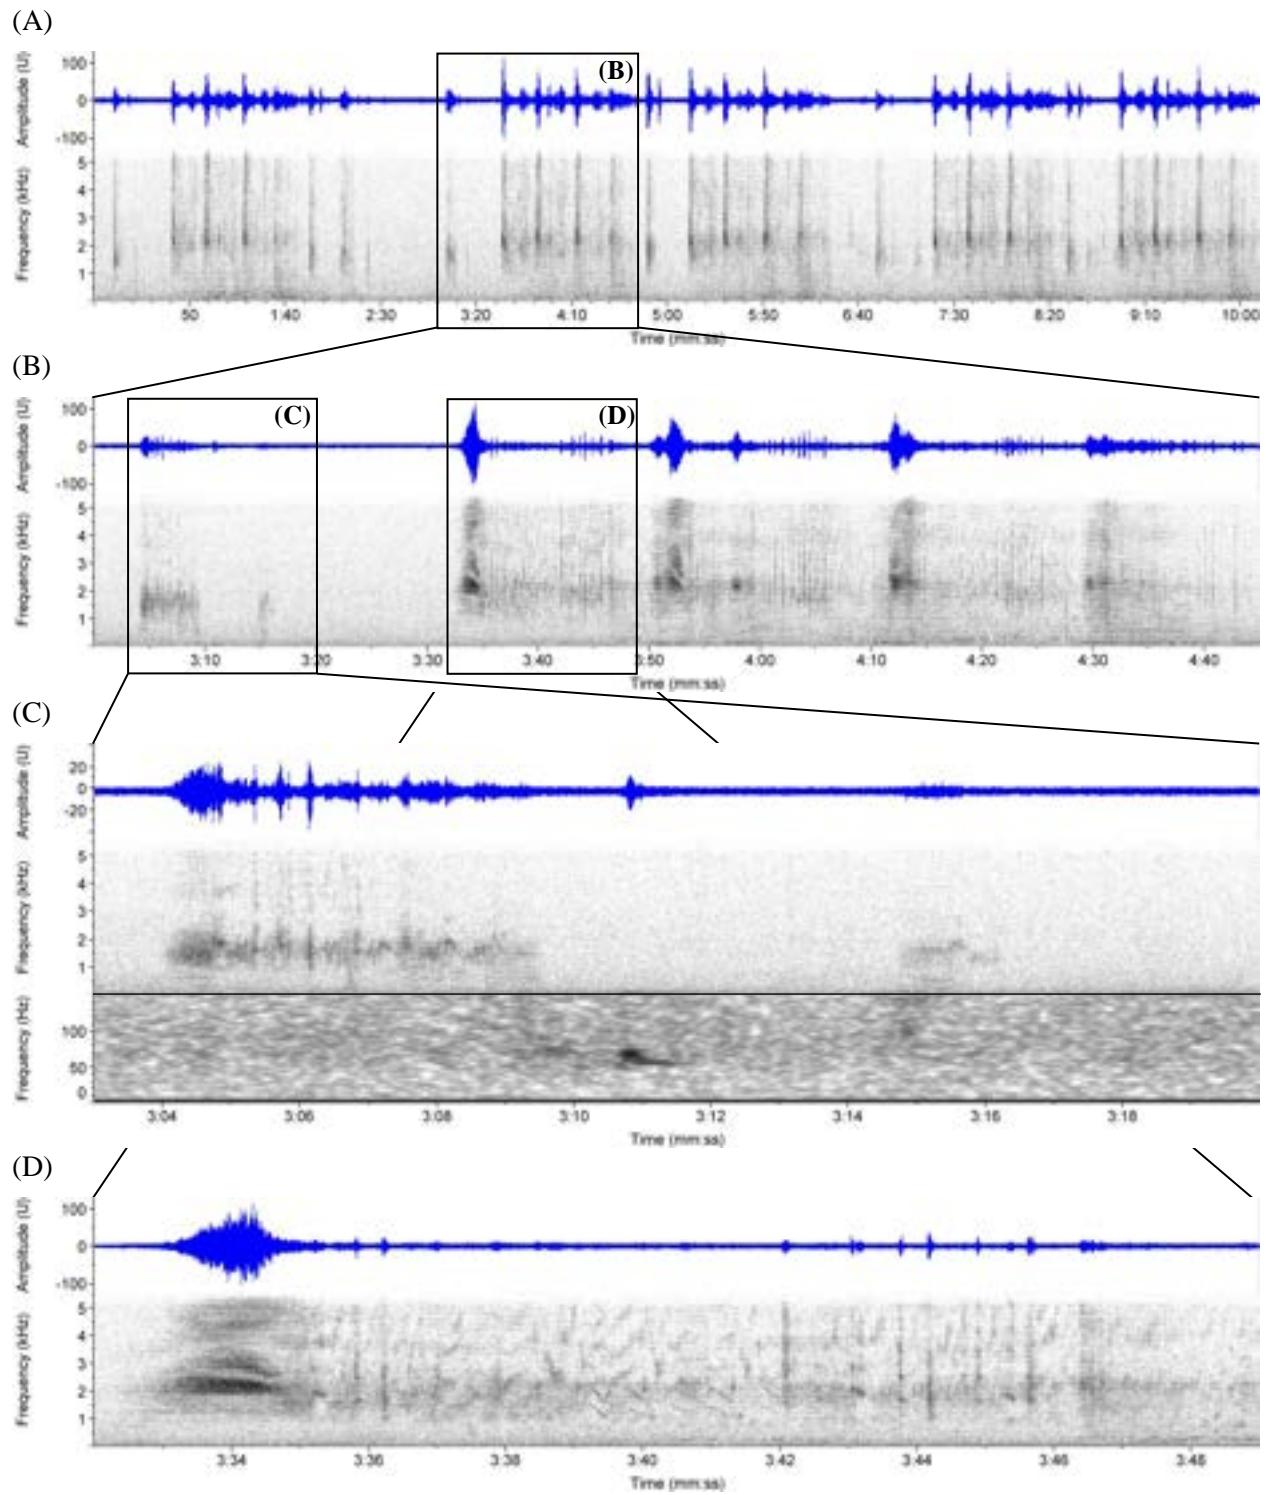 (A)
Amplitude (U)
100
0
-100
(B)
Frequency (kHz)
5
4
3
2
1
50 1:40 2:30 3:20 4:10 5:00 5:50 6:40 7:30 8:20 9:10 10:00
Time (mm:ss)
(B)
Amplitude (U)
100
0
-100
(C) (D)
Frequency (kHz)
5
4
3
2
1
3:10 3:20 3:30 3:40 3:50 4:00 4:10 4:20 4:30 4:40
Time (mm:ss)
(C)
Amplitude (U)
20
0
-20
Frequency (kHz)
5
4
3
2
1
Frequency (Hz)
100
50
0
3:04 3:06 3:08 3:10 3:12 3:14 3:16 3:18
Time (mm:ss)
(D)
Amplitude (U)
100
0
-100
Frequency (kHz)
5
4
3
2
1
3:34 3:36 3:38 3:40 3:42 3:44 3:46 3:48
Time (mm:ss)